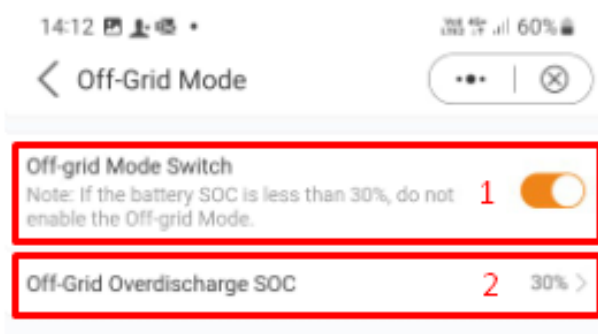 14:12
60%
Off-Grid Mode
Off-grid Mode Switch
Note: If the battery SOC is less than 30%, do not
enable the Off-grid Mode.
1
Off-Grid Overdischarge SOC
2
30%